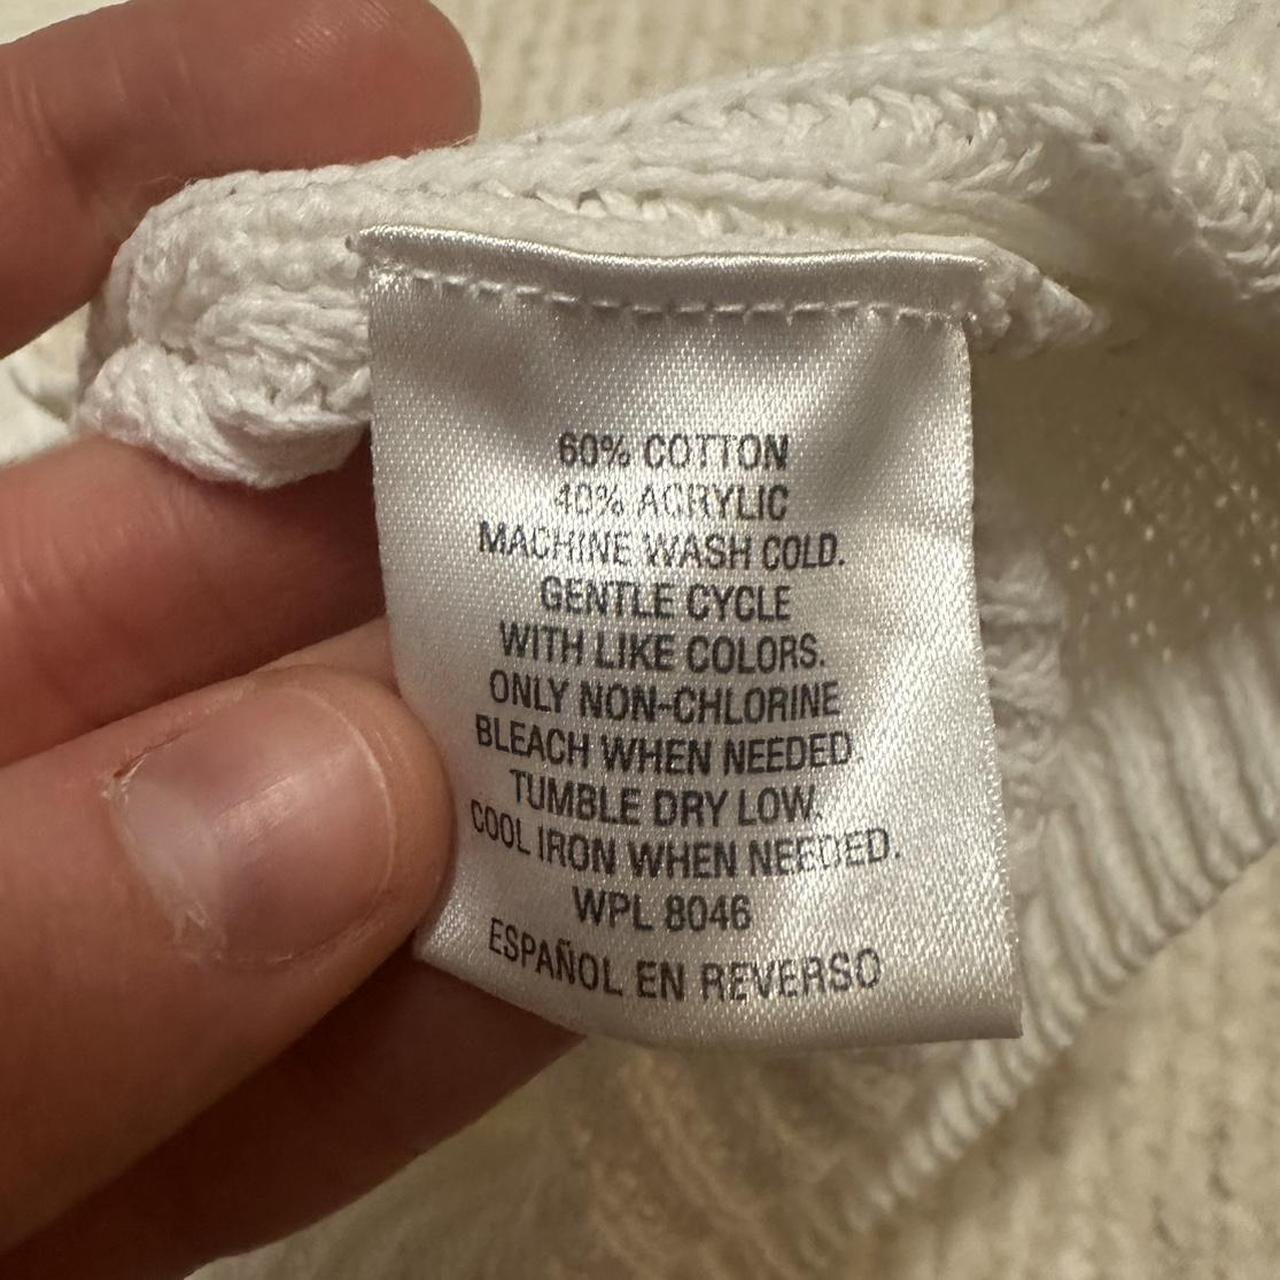 60% COTTON
40% ACRYLIC
MACHINE WASH COLD.
GENTLE CYCLE
WITH LIKE COLORS.
ONLY NON-CHLORINE
BLEACH WHEN NEEDED.
TUMBLE DRY LOW.
COOL IRON WHEN NEEDED.
WPL 8046
ESPAÑOL EN REVERSO